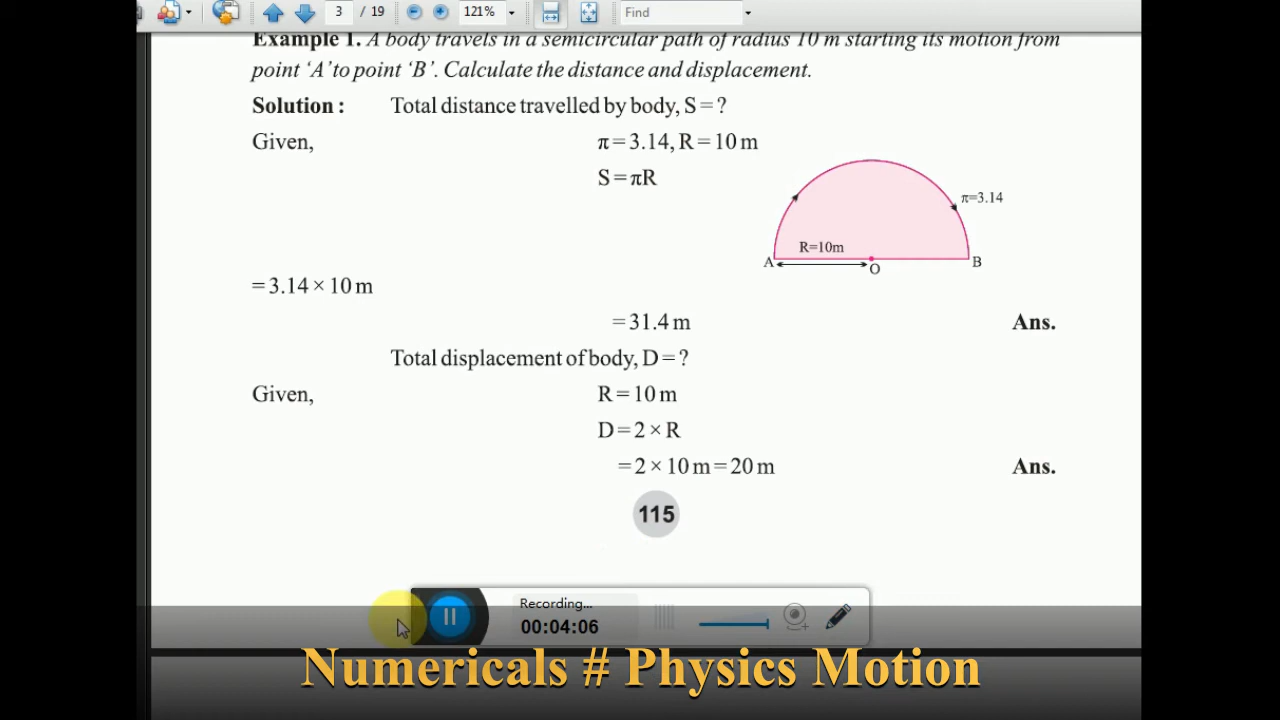 3 / 19 121% Find
Example 1. A body travels in a semicircular path of radius 10 m starting its motion from
point ‘A’to point ‘B’. Calculate the distance and displacement.
Solution : Total distance travelled by body, S = ?
Given, π = 3.14, R = 10 m
S = πR
π=3.14
R=10m
A O B
= 3.14 × 10 m
= 31.4 m Ans.
Total displacement of body, D = ?
Given, R = 10 m
D = 2 × R
= 2 × 10 m = 20 m Ans.
115
Recording...
00:04:06
Numericals # Physics Motion